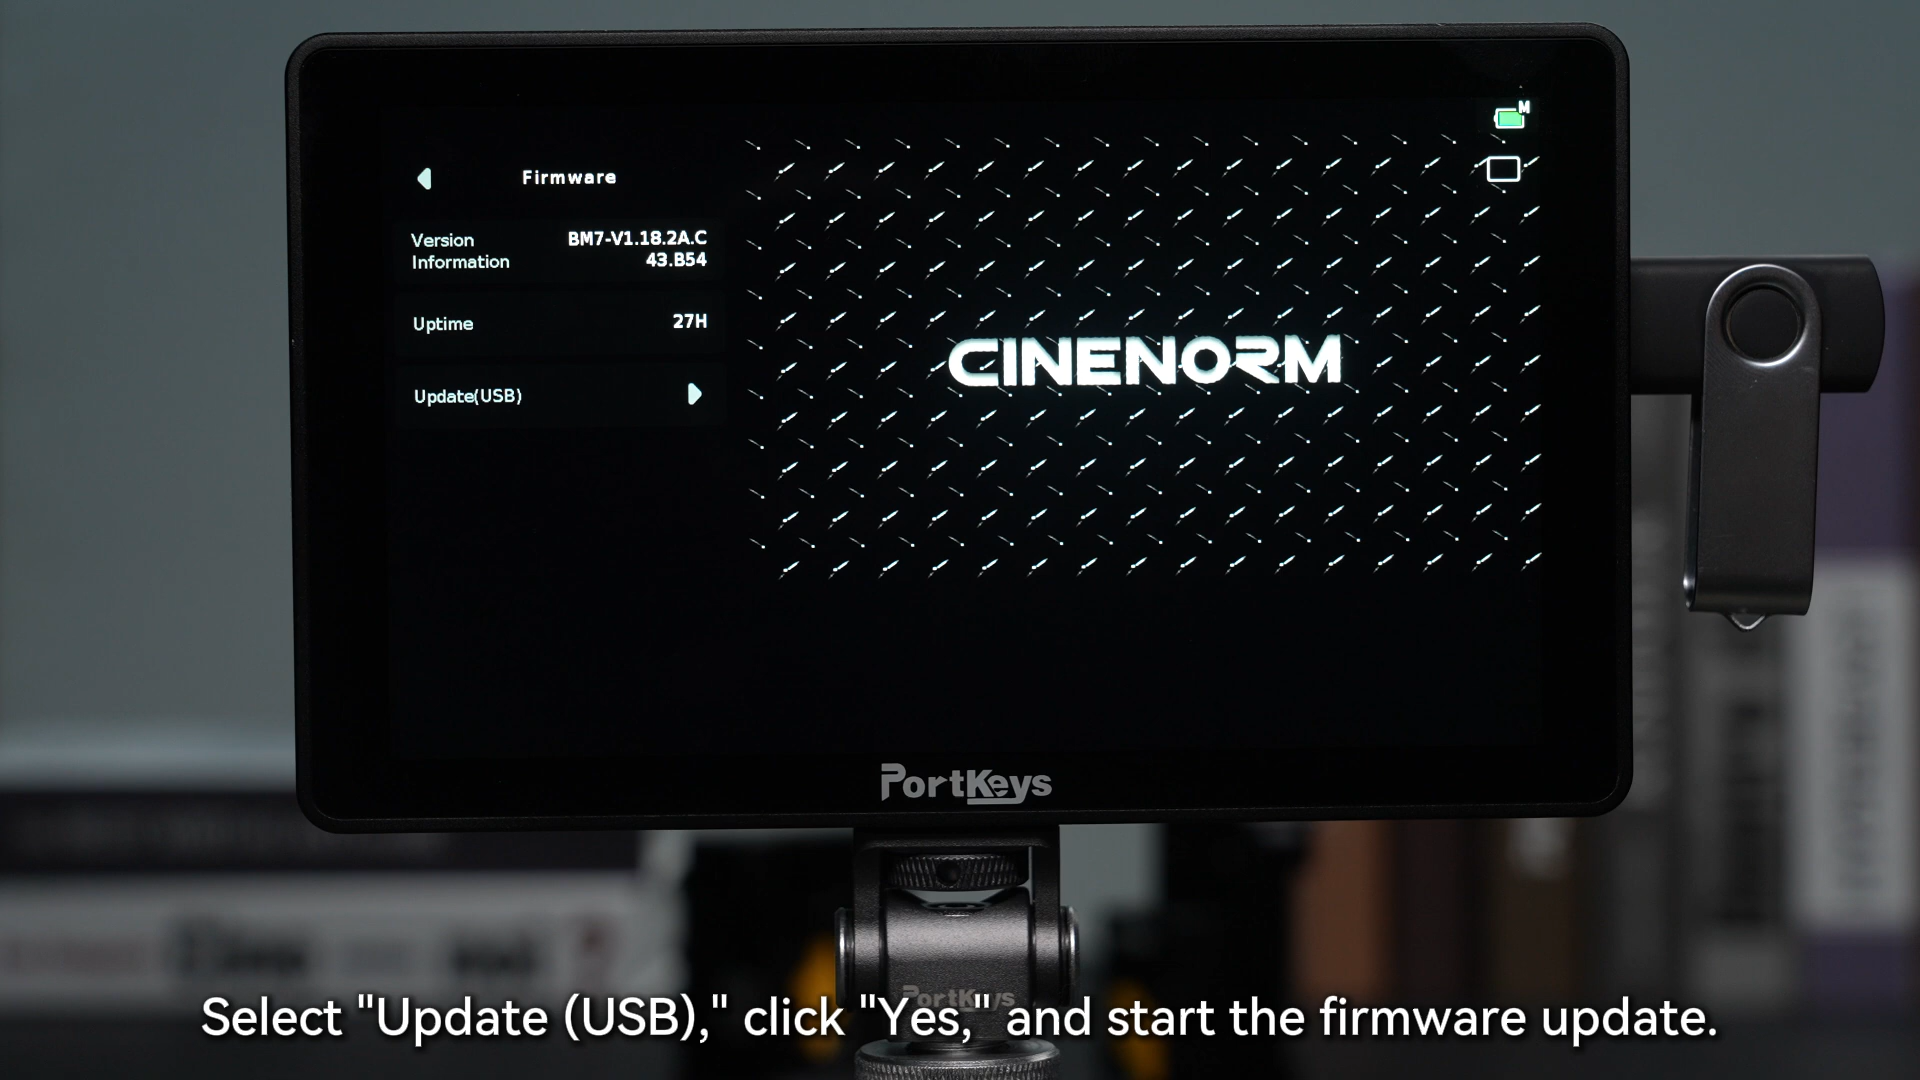 M
Firmware
Version BM7-V1.18.2A.C
Information 43.B54
Uptime 27H
Update(USB)
CINENORM
PortKeys
PortKeys
Select "Update (USB)," click "Yes," and start the firmware update.